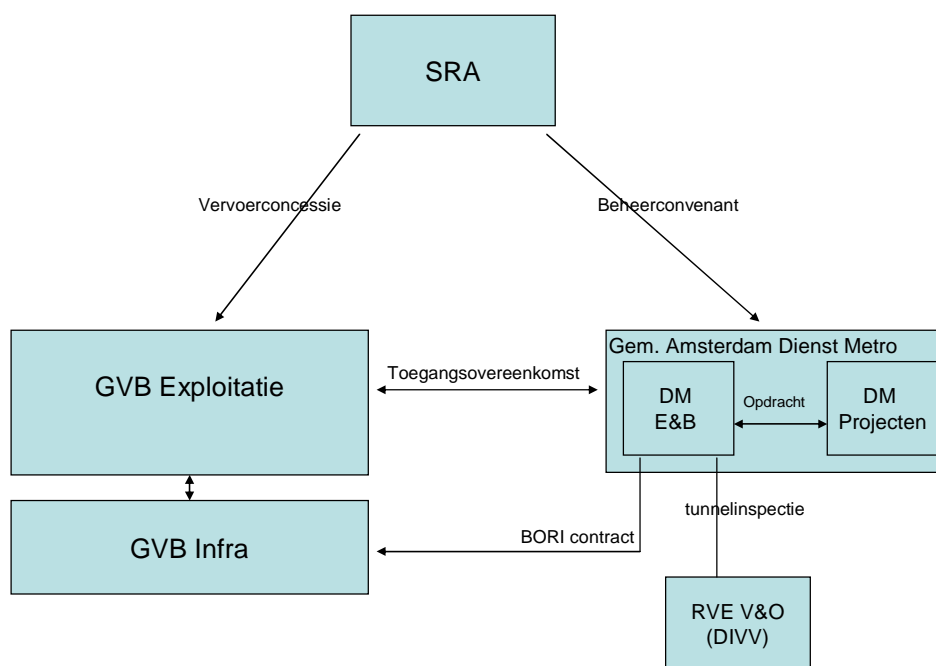 SRA
Vervoerconcessie
Beheerconvenant
Gem. Amsterdam Dienst Metro
GVB Exploitatie
Toegangsovereenkomst
DM
E&B
Opdracht
DM
Projecten
tunnelinspectie
GVB Infra
BORI contract
RVE V&O
(DIVV)